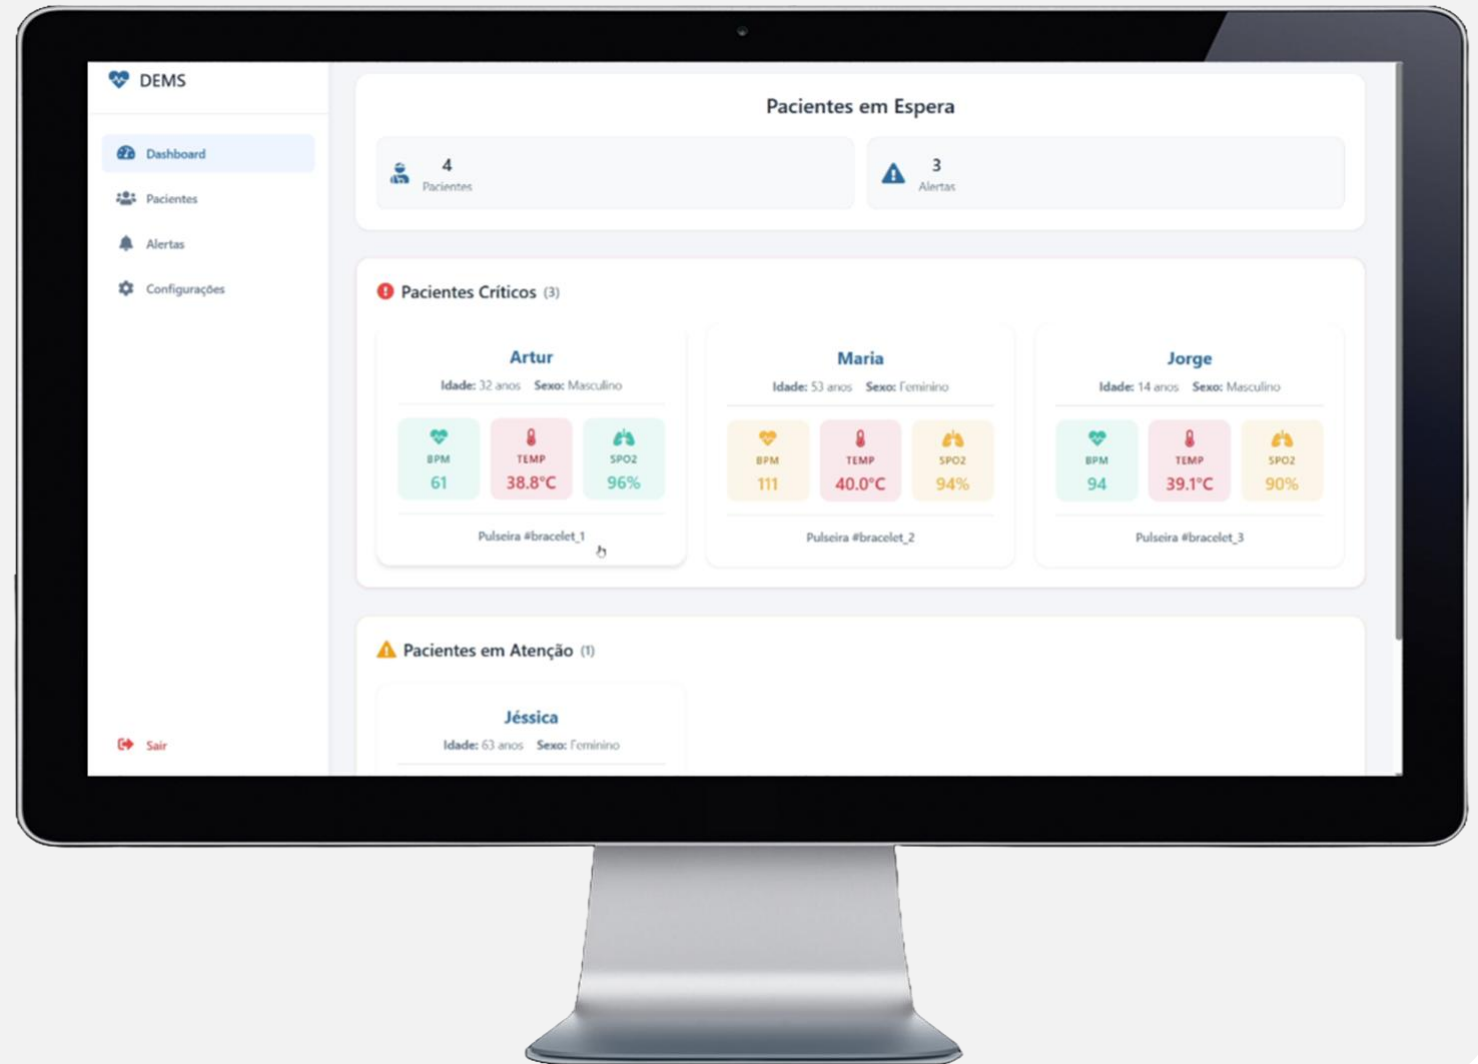 DEMS
Dashboard
Pacientes
Alertas
Configurações
Sair
Pacientes em Espera
4
Pacientes
3
Alertas
Pacientes Críticos (3)
Artur
Idade: 32 anos Sexo: Masculino
BPM
61
TEMP
38.8°C
SPO2
96%
Pulseira #bracelet_1
Maria
Idade: 53 anos Sexo: Feminino
BPM
111
TEMP
40.0°C
SPO2
94%
Pulseira #bracelet_2
Jorge
Idade: 14 anos Sexo: Masculino
BPM
94
TEMP
39.1°C
SPO2
90%
Pulseira #bracelet_3
Pacientes em Atenção (1)
Jéssica
Idade: 63 anos Sexo: Feminino